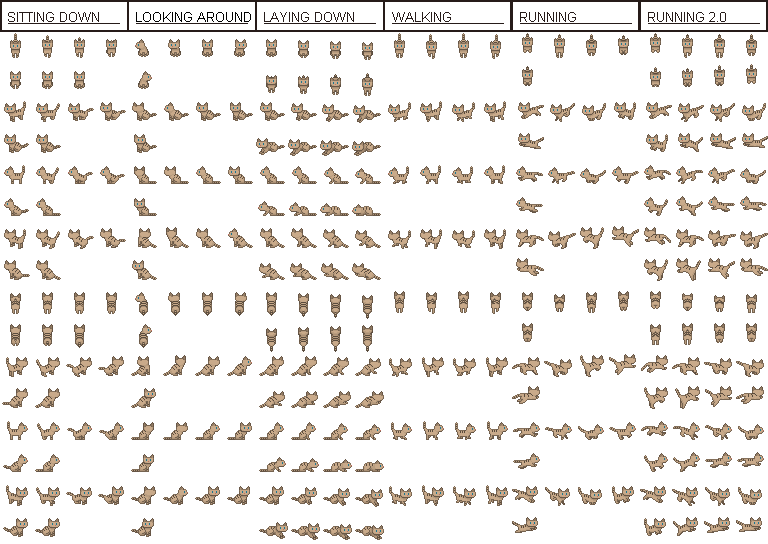 SITTING DOWN
LOOKING AROUND
LAYING DOWN
WALKING
RUNNING
RUNNING 2.0